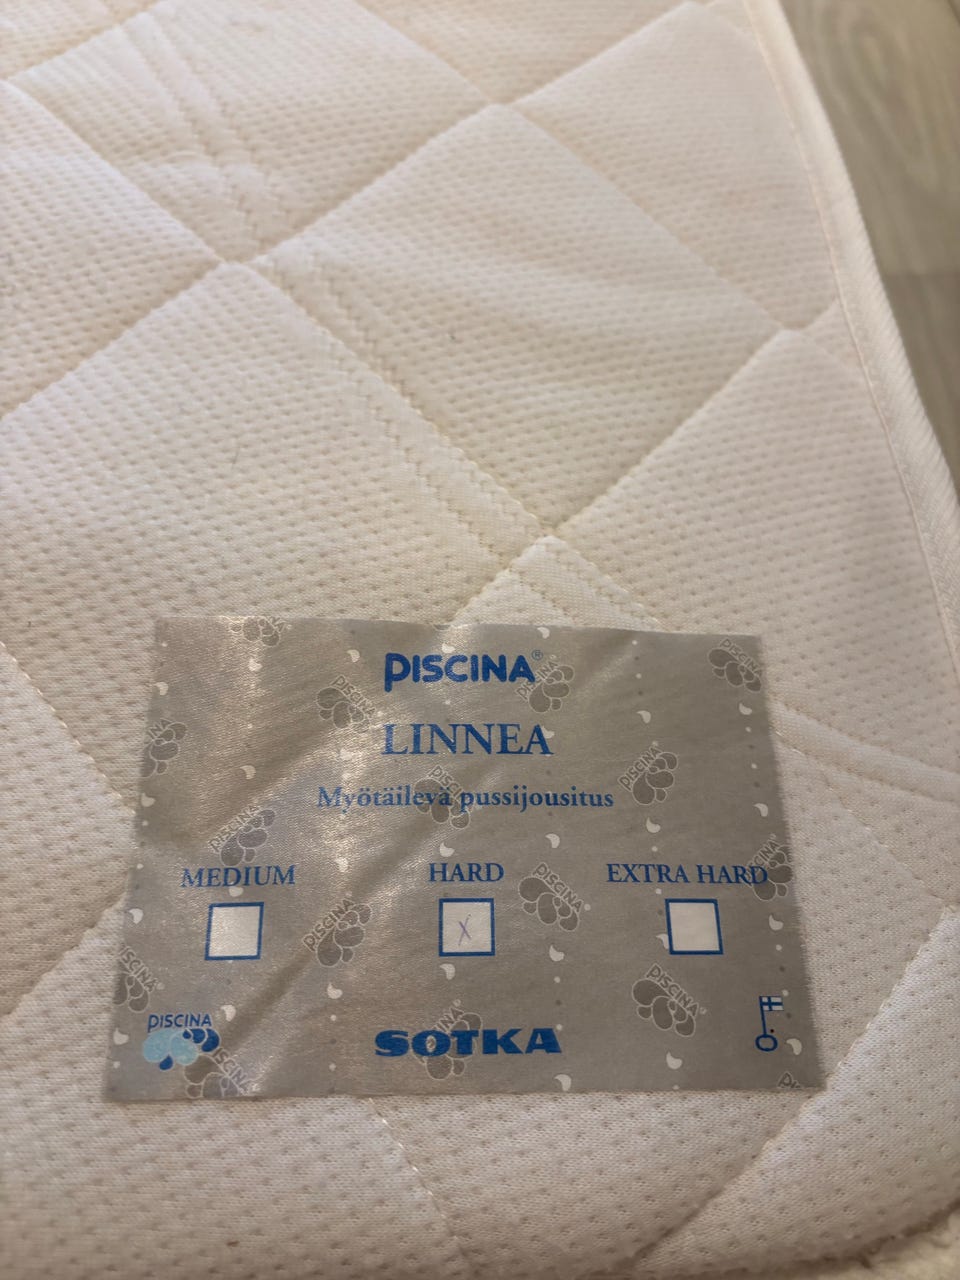 PISCINA®
LINNEA
Myötäilevä pussijousitus
MEDIUM HARD EXTRA HARD
X
PISCINA SOTKA